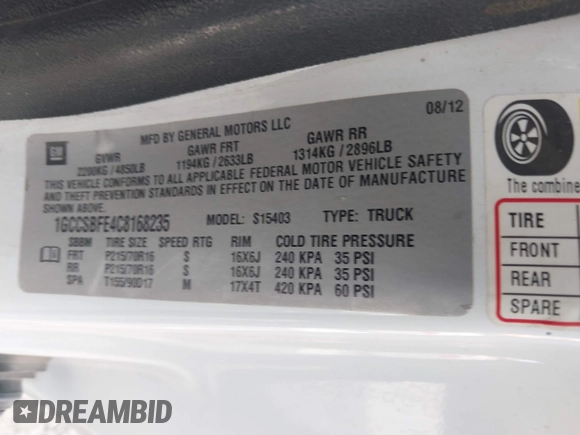 08/12
GM
MFD BY GENERAL MOTORS LLC
GVWR GAWR FRT GAWR RR
2200KG / 4850LB 1194KG / 2633LB 1314KG / 2896LB
THIS VEHICLE CONFORMS TO ALL APPLICABLE FEDERAL MOTOR VEHICLE SAFETY
AND THEFT PREVENTION STANDARDS IN EFFECT ON THE DATE OF MANUFACTURE
SHOWN ABOVE.
1GCCSBFE4C8168235 MODEL: S15403 TYPE: TRUCK
SBBM TIRE SIZE SPEED RTG RIM COLD TIRE PRESSURE
FRT P215/70R16 S 16X6J 240 KPA 35 PSI
RR P215/70R16 S 16X6J 240 KPA 35 PSI
SPA T155/90D17 M 17X4T 420 KPA 60 PSI
The combine
TIRE
FRONT
REAR
SPARE
DREAMBID